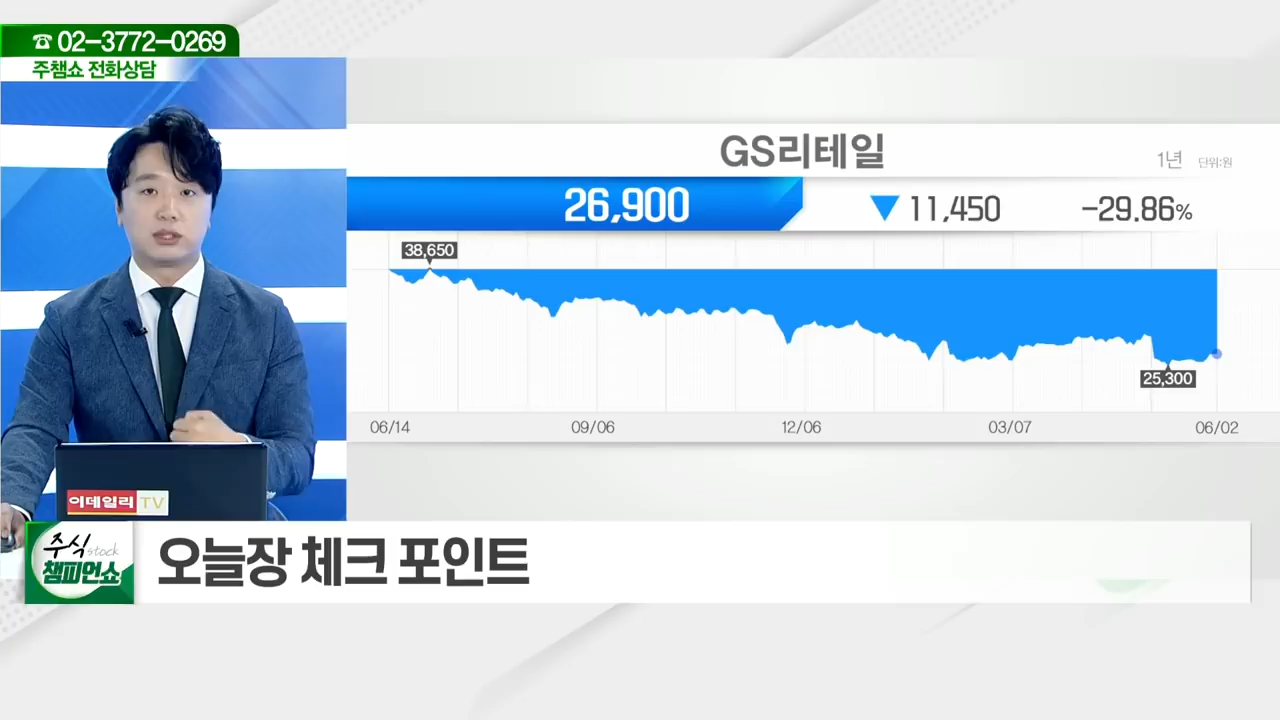 ☎ 02-3772-0269
주챔쇼 전화상담
GS리테일
1년 단위:원
26,900 ▼ 11,450 -29.86%
38,650
25,300
06/14 09/06 12/06 03/07 06/02
이데일리 TV
주식 stock
챔피언쇼
오늘장 체크 포인트